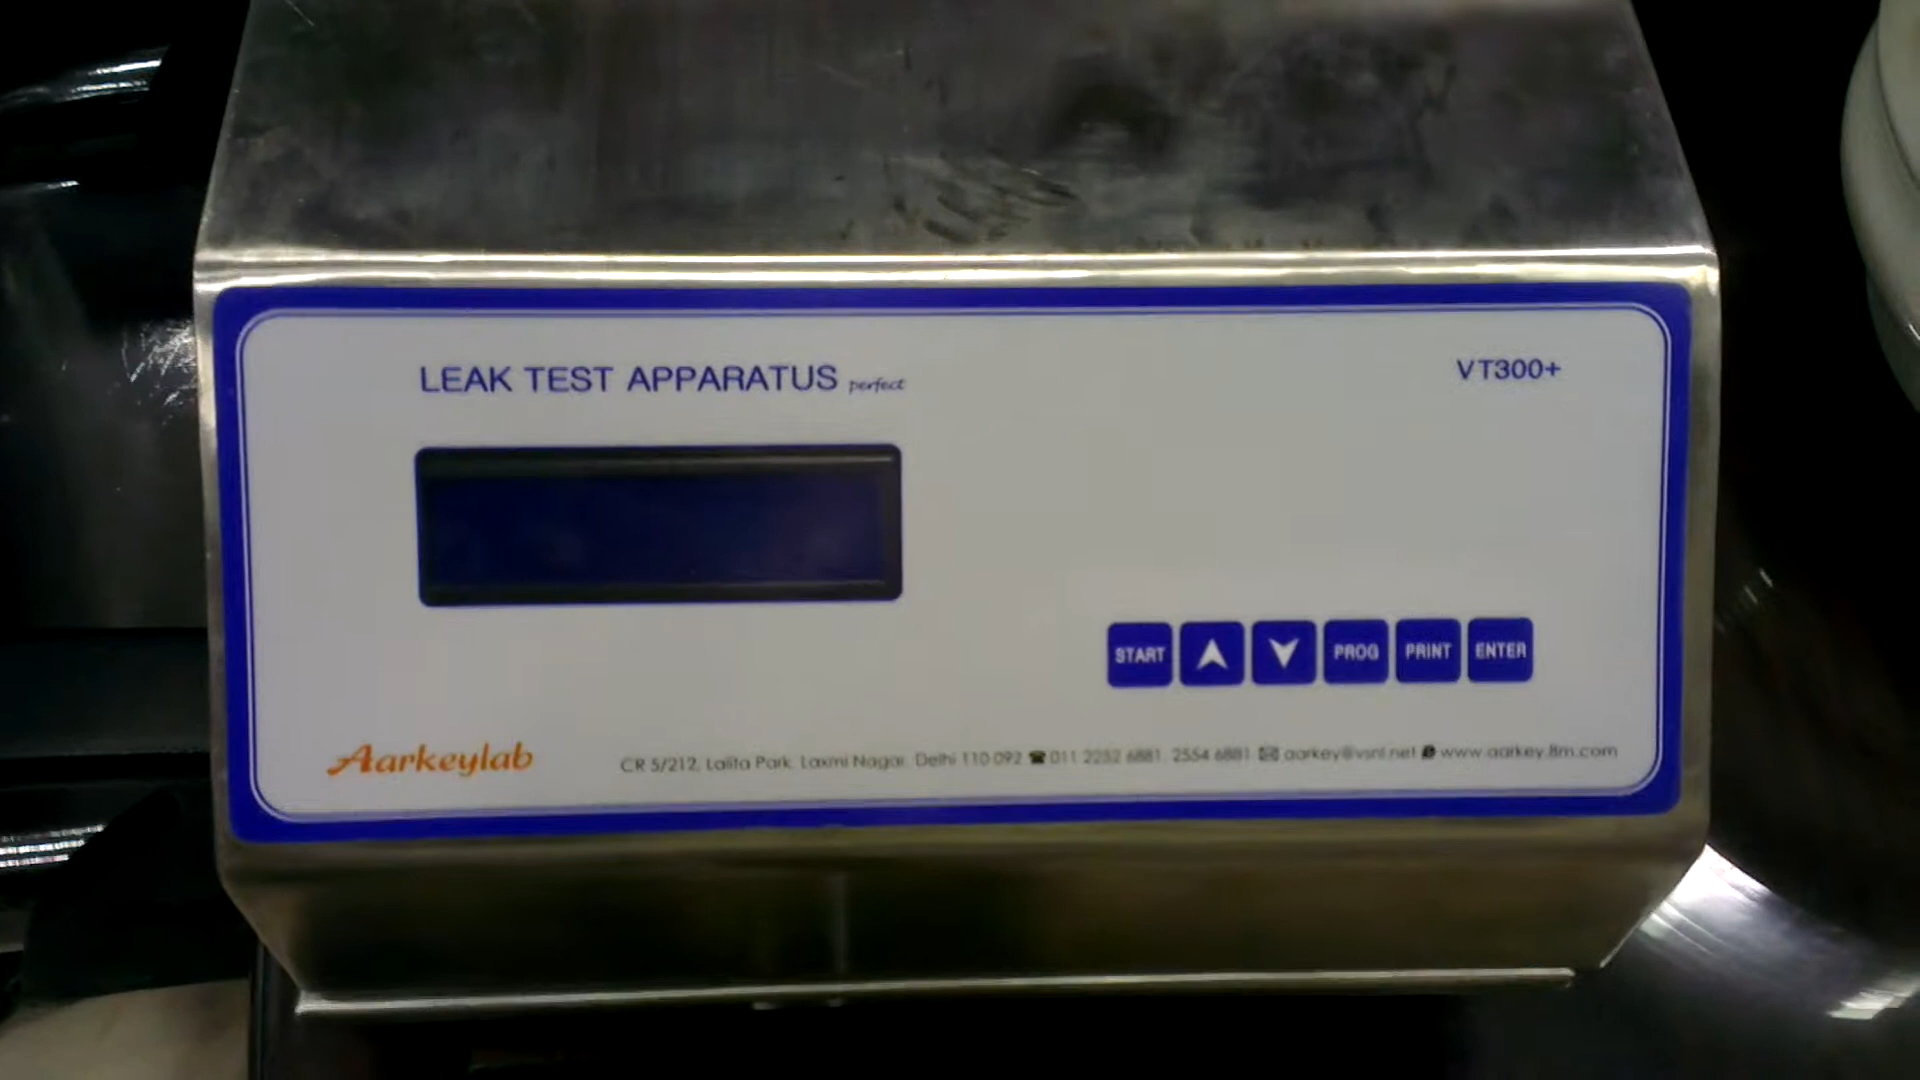 LEAK TEST APPARATUS perfect
VT300+
START
PROG
PRINT
ENTER
Aarkeylab
CR 5/212, Lalita Park, Laxmi Nagar, Delhi 110 092 ☎ 011 2252 6881, 2554 6881 ✉ aarkey@vsnl.net www.aarkey.8m.com